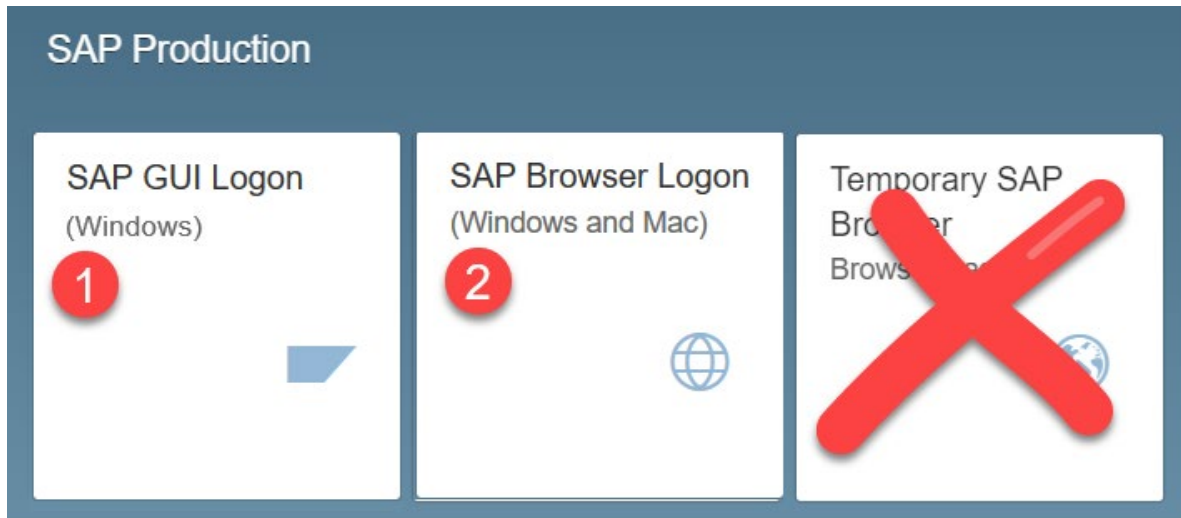 SAP Production
SAP GUI Logon
(Windows)
1
SAP Browser Logon
(Windows and Mac)
2
Temporary SAP